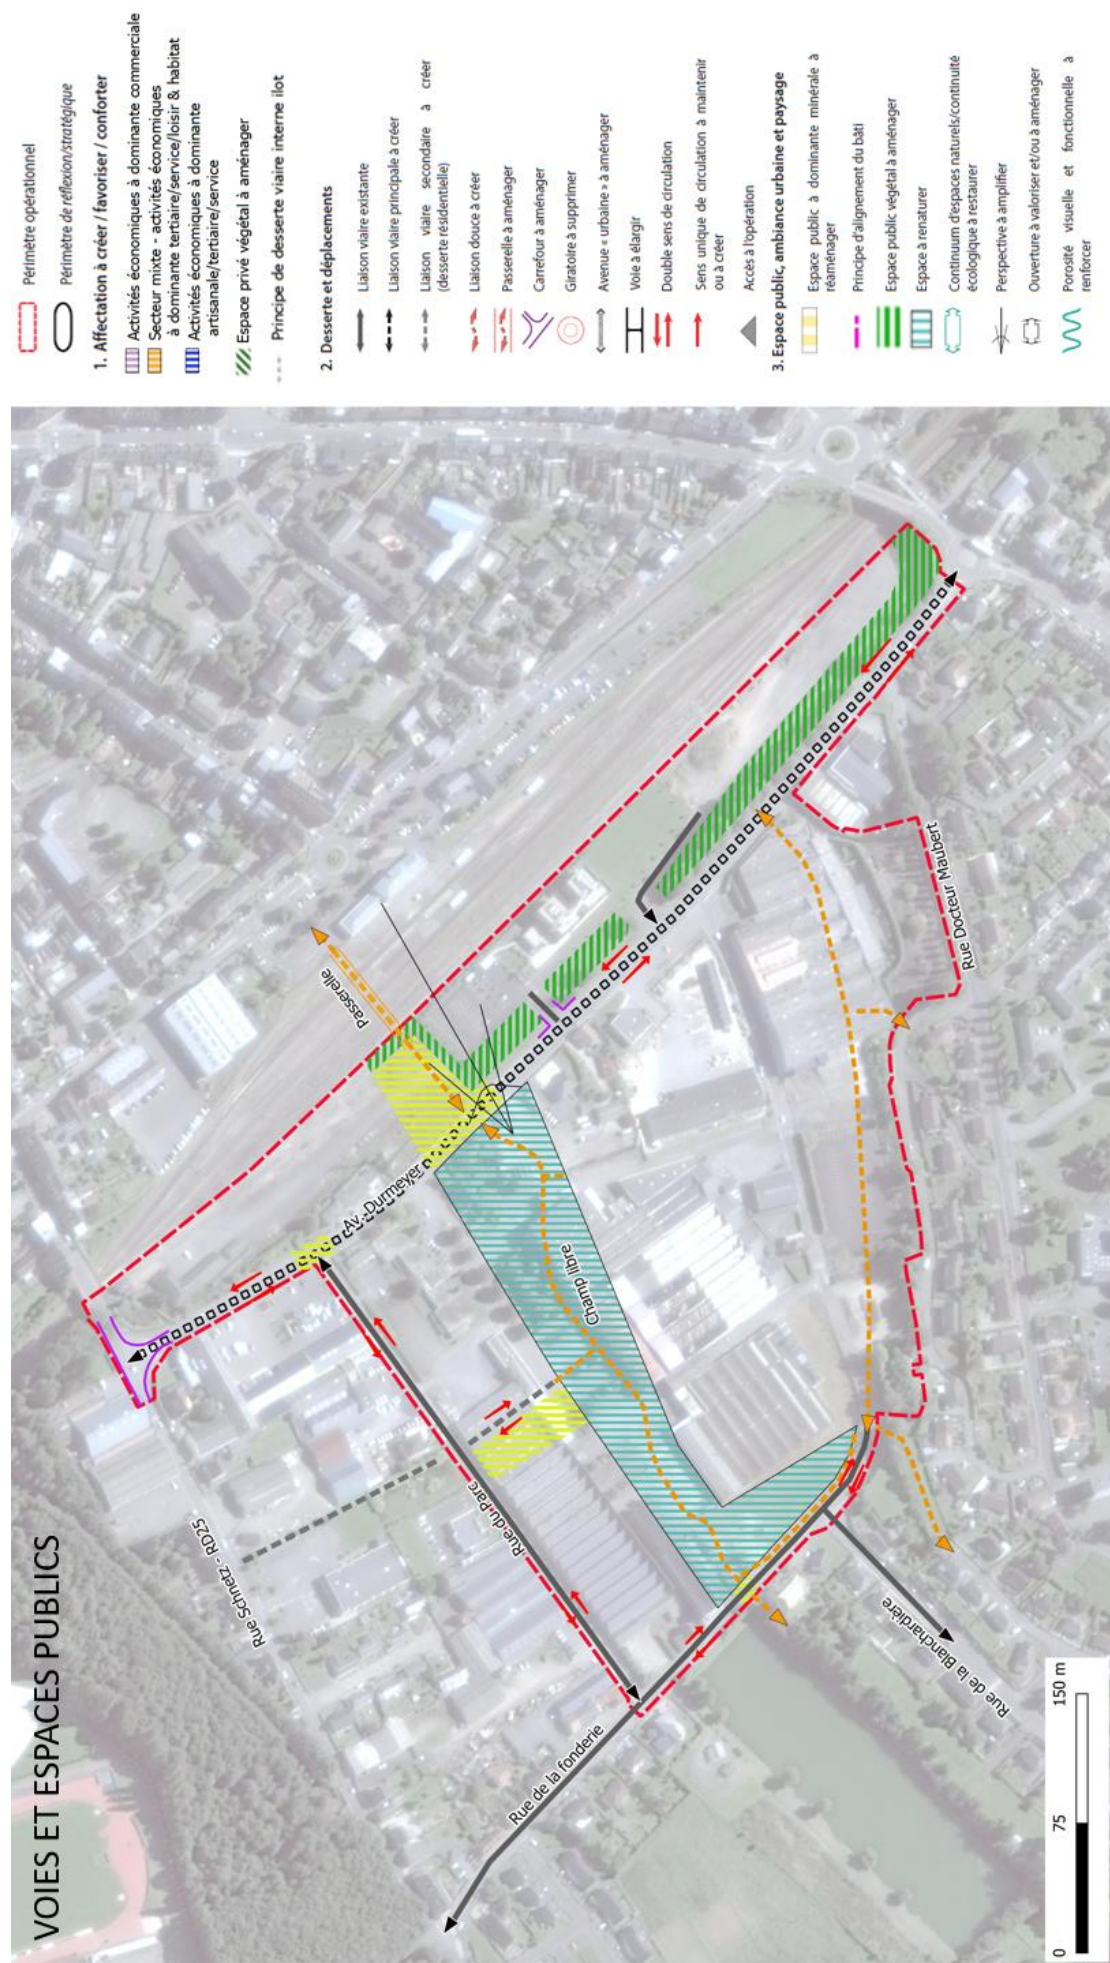 VOIES ET ESPACES PUBLICS
Rue Schnetz - RD25
Rue du Parc
Rue de la fonderie
Rue de la Blanchardière
Champ libre
Av. Durmeyer
Passerelle
Rue Docteur Maubert
0 75 150 m
Périmètre opérationnel
Périmètre de réflexion/stratégique
1. Affectation à créer / favoriser / conforter
Activités économiques à dominante commerciale
Secteur mixte - activités économiques
à dominante tertiaire/service/loisir & habitat
Activités économiques à dominante
artisanale/tertiaire/service
Espace privé végétal à aménager
Principe de desserte viaire interne ilot
2. Desserte et déplacements
Liaison viaire existante
Liaison viaire principale à créer
Liaison viaire secondaire à créer
(desserte résidentielle)
Liaison douce à créer
Passerelle à aménager
Carrefour à aménager
Giratoire à supprimer
Avenue « urbaine » à aménager
Voie à élargir
Double sens de circulation
Sens unique de circulation à maintenir
ou à créer
Accès à l'opération
3. Espace public, ambiance urbaine et paysage
Espace public à dominante minérale à
réaménager
Principe d'alignement du bâti
Espace public végétal à aménager
Espace à renaturer
Continuum d'espaces naturels/continuité
écologique à restaurer
Perspective à amplifier
Ouverture à valoriser et/ou à aménager
Porosité visuelle et fonctionnelle à
renforcer